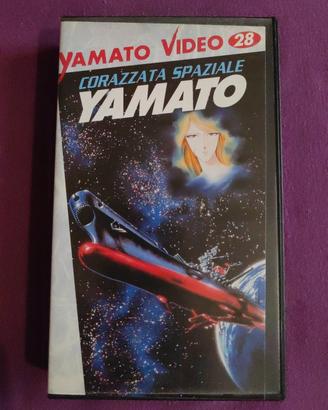 YAMATO VIDEO 28
CORAZZATA SPAZIALE
YAMATO